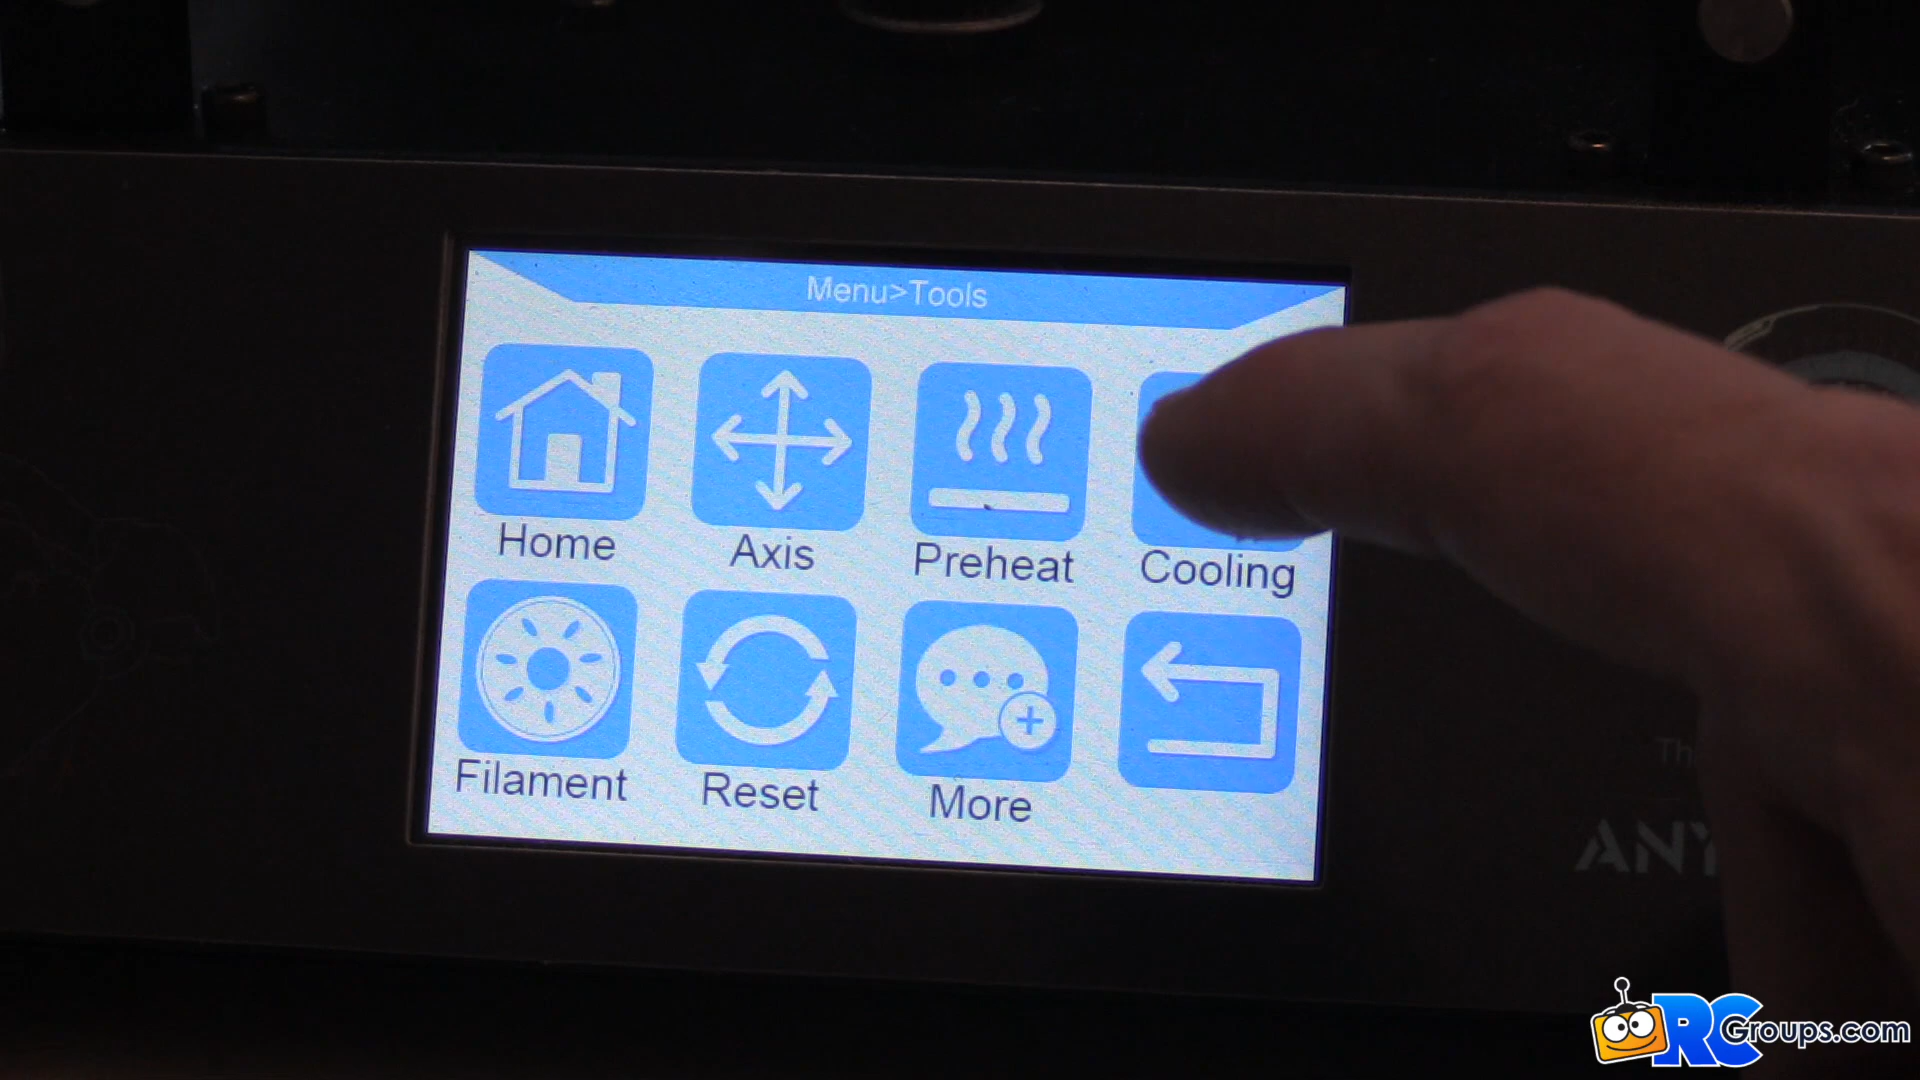 Menu>Tools
Home
Axis
Preheat
Cooling
Filament
Reset
More
RCGroups.com